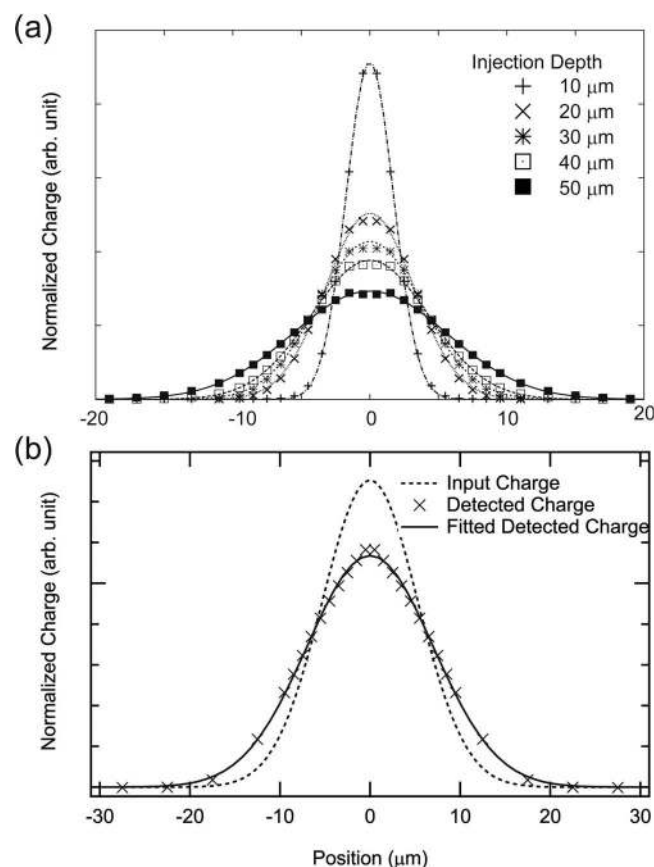 (a)
Normalized Charge (arb. unit)
Injection Depth
10 μm
20 μm
30 μm
40 μm
50 μm
-20
-10
0
10
20
(b)
Normalized Charge (arb. unit)
Input Charge
Detected Charge
Fitted Detected Charge
-30
-20
-10
0
10
20
30
Position (μm)